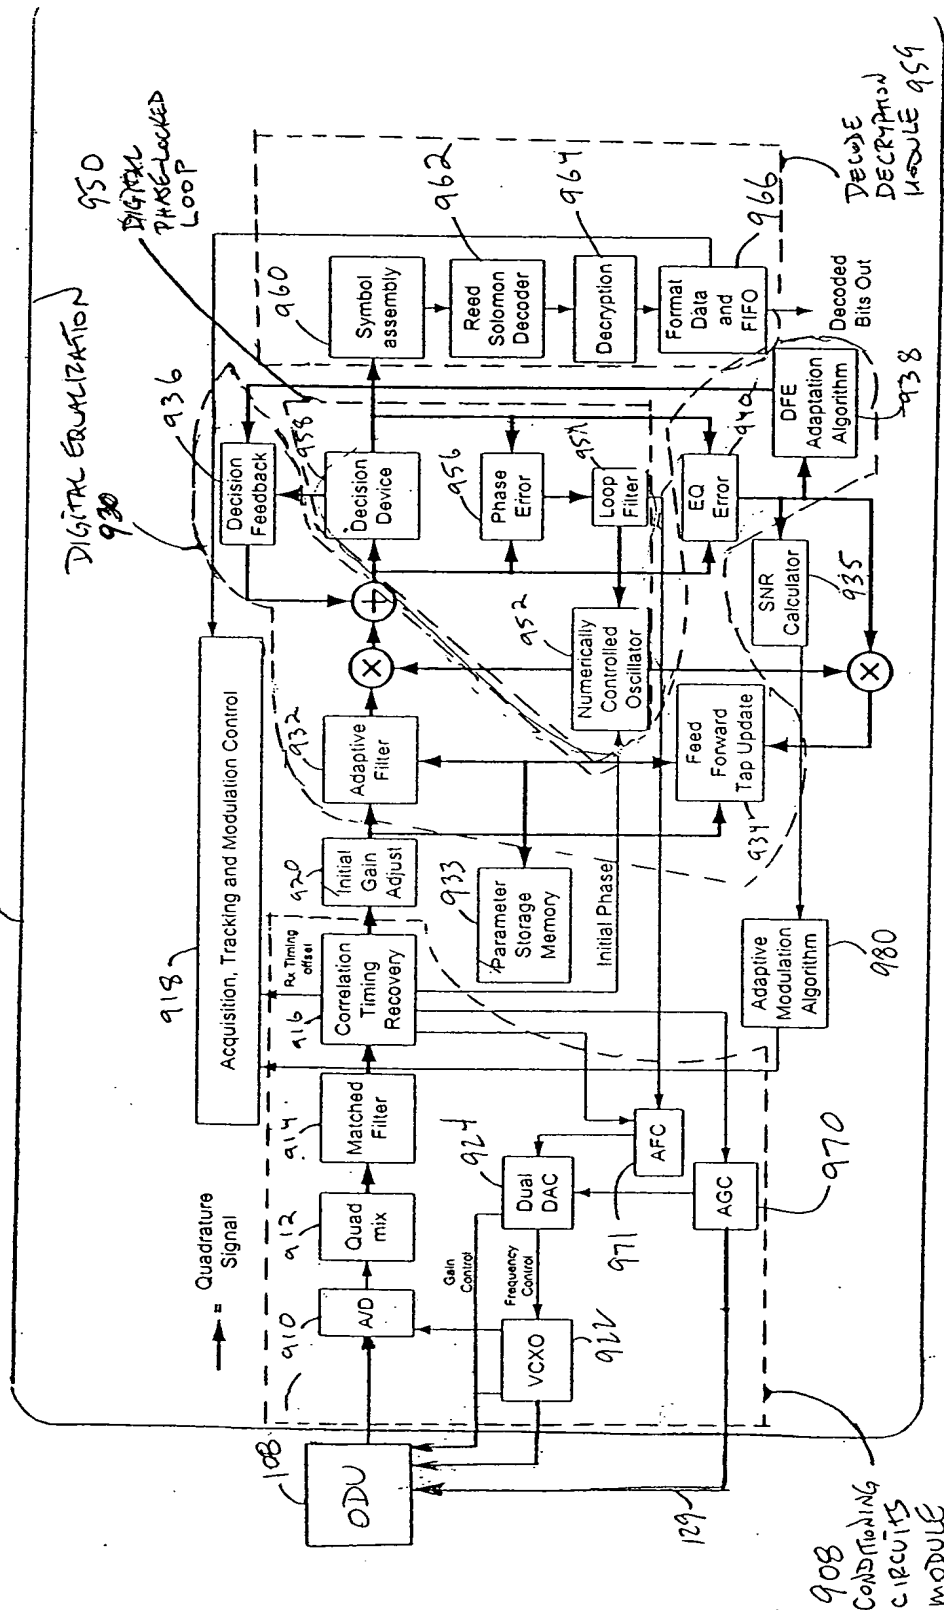 DIGITAL EQUALIZATION
930
950
DIGITAL
PHASE-LOCKED
LOOP
918
Acquisition, Tracking and Modulation Control
= Quadrature
Signal
108
ODU
910
A/D
912
Quad
mix
914
Matched
Filter
916
Rx Timing
offset
Correlation
Timing
Recovery
920
Initial
Gain
Adjust
932
Adaptive
Filter
X
+
936
Decision
Feedback
958
Decision
Device
960
Symbol
assembly
962
Reed
Solomon
Decoder
964
Decryption
966
Format
Data
and
FIFO
Decoded
Bits Out
DECODE
DECRYPTION
MODULE 959
956
Phase
Error
954
Loop
Filter
940
EQ
Error
DFE
Adaptation
Algorithm
938
952
Numerically
Controlled
Oscillator
SNR
Calculator
935
X
933
Parameter
Storage
Memory
Initial Phase
Feed
Forward
Tap Update
934
Adaptive
Modulation
Algorithm
980
Gain
Control
Frequency
Control
924
Dual
DAC
VCXO
922
AFC
971
AGC
970
129
908
CONDITIONING
CIRCUITS
MODULE